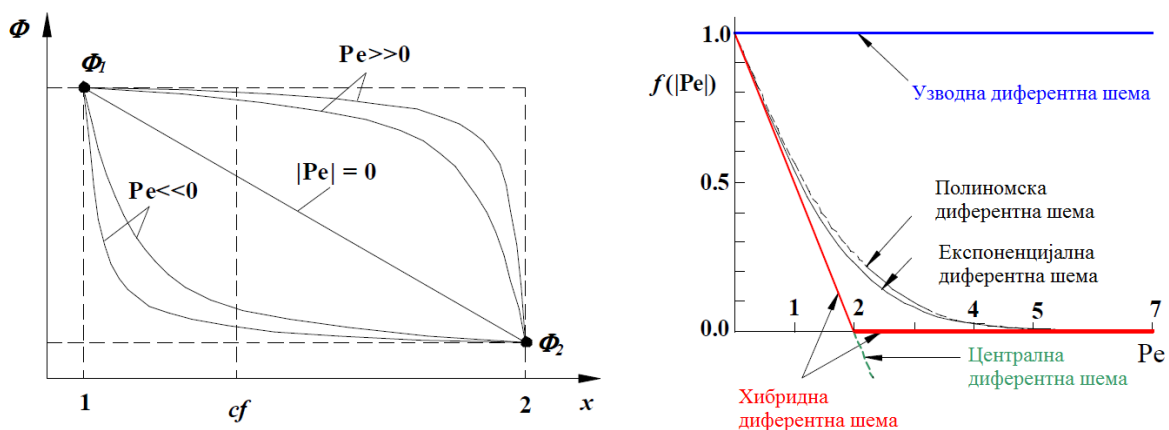 Φ
Φ1
Pe>>0
|Pe| = 0
Pe<<0
Φ2
1
cf
2
x
1.0
f(|Pe|)
Узводна диферентна шема
0.5
Полиномска
диферентна шема
Експоненцијална
диферентна шема
1
2
4
5
7
0.0
Pe
Централна
диферентна шема
Хибридна
диферентна шема